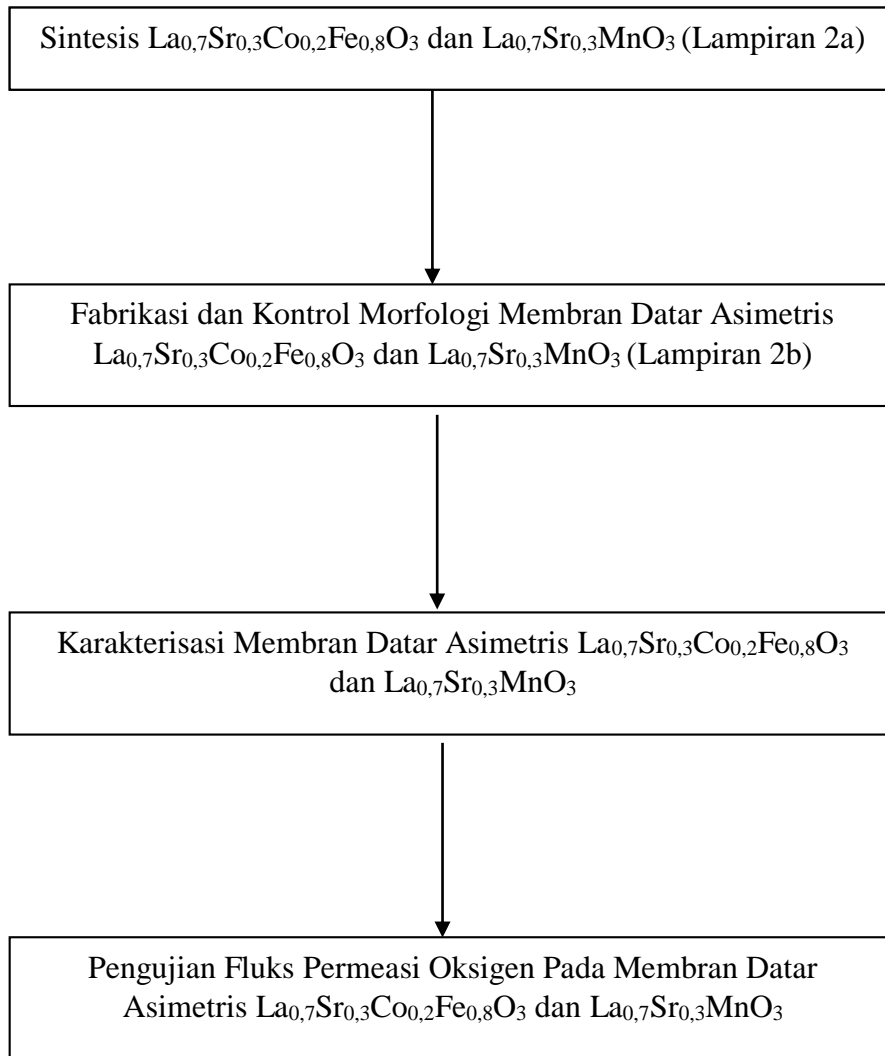 Sintesis La₀,₇Sr₀,₃Co₀,₂Fe₀,₈O₃ dan La₀,₇Sr₀,₃MnO₃ (Lampiran 2a)
Fabrikasi dan Kontrol Morfologi Membran Datar Asimetris
La₀,₇Sr₀,₃Co₀,₂Fe₀,₈O₃ dan La₀,₇Sr₀,₃MnO₃ (Lampiran 2b)
Karakterisasi Membran Datar Asimetris La₀,₇Sr₀,₃Co₀,₂Fe₀,₈O₃
dan La₀,₇Sr₀,₃MnO₃
Pengujian Fluks Permeasi Oksigen Pada Membran Datar
Asimetris La₀,₇Sr₀,₃Co₀,₂Fe₀,₈O₃ dan La₀,₇Sr₀,₃MnO₃